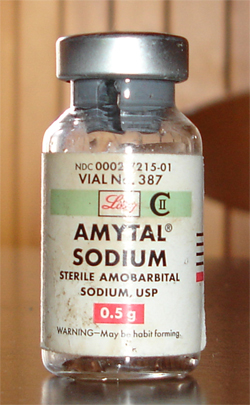 NDC 0002-7215-01
VIAL No. 387
Lilly CII
AMYTAL®
SODIUM
STERILE AMOBARBITAL
SODIUM, USP
0.5 g
WARNING—May be habit forming.